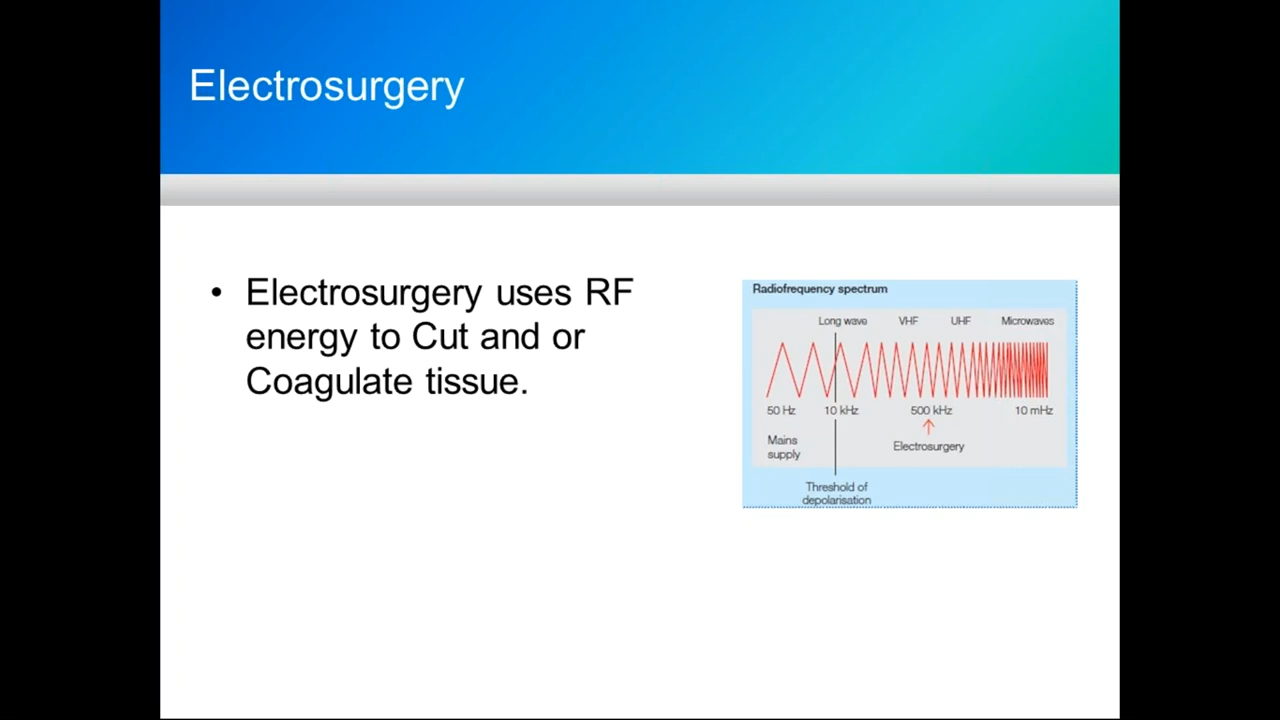 Electrosurgery
• Electrosurgery uses RF
energy to Cut and or
Coagulate tissue.
Radiofrequency spectrum
Long wave VHF UHF Microwaves
50 Hz 10 kHz 500 kHz 10 mHz
Mains
supply
Electrosurgery
Threshold of
depolarisation